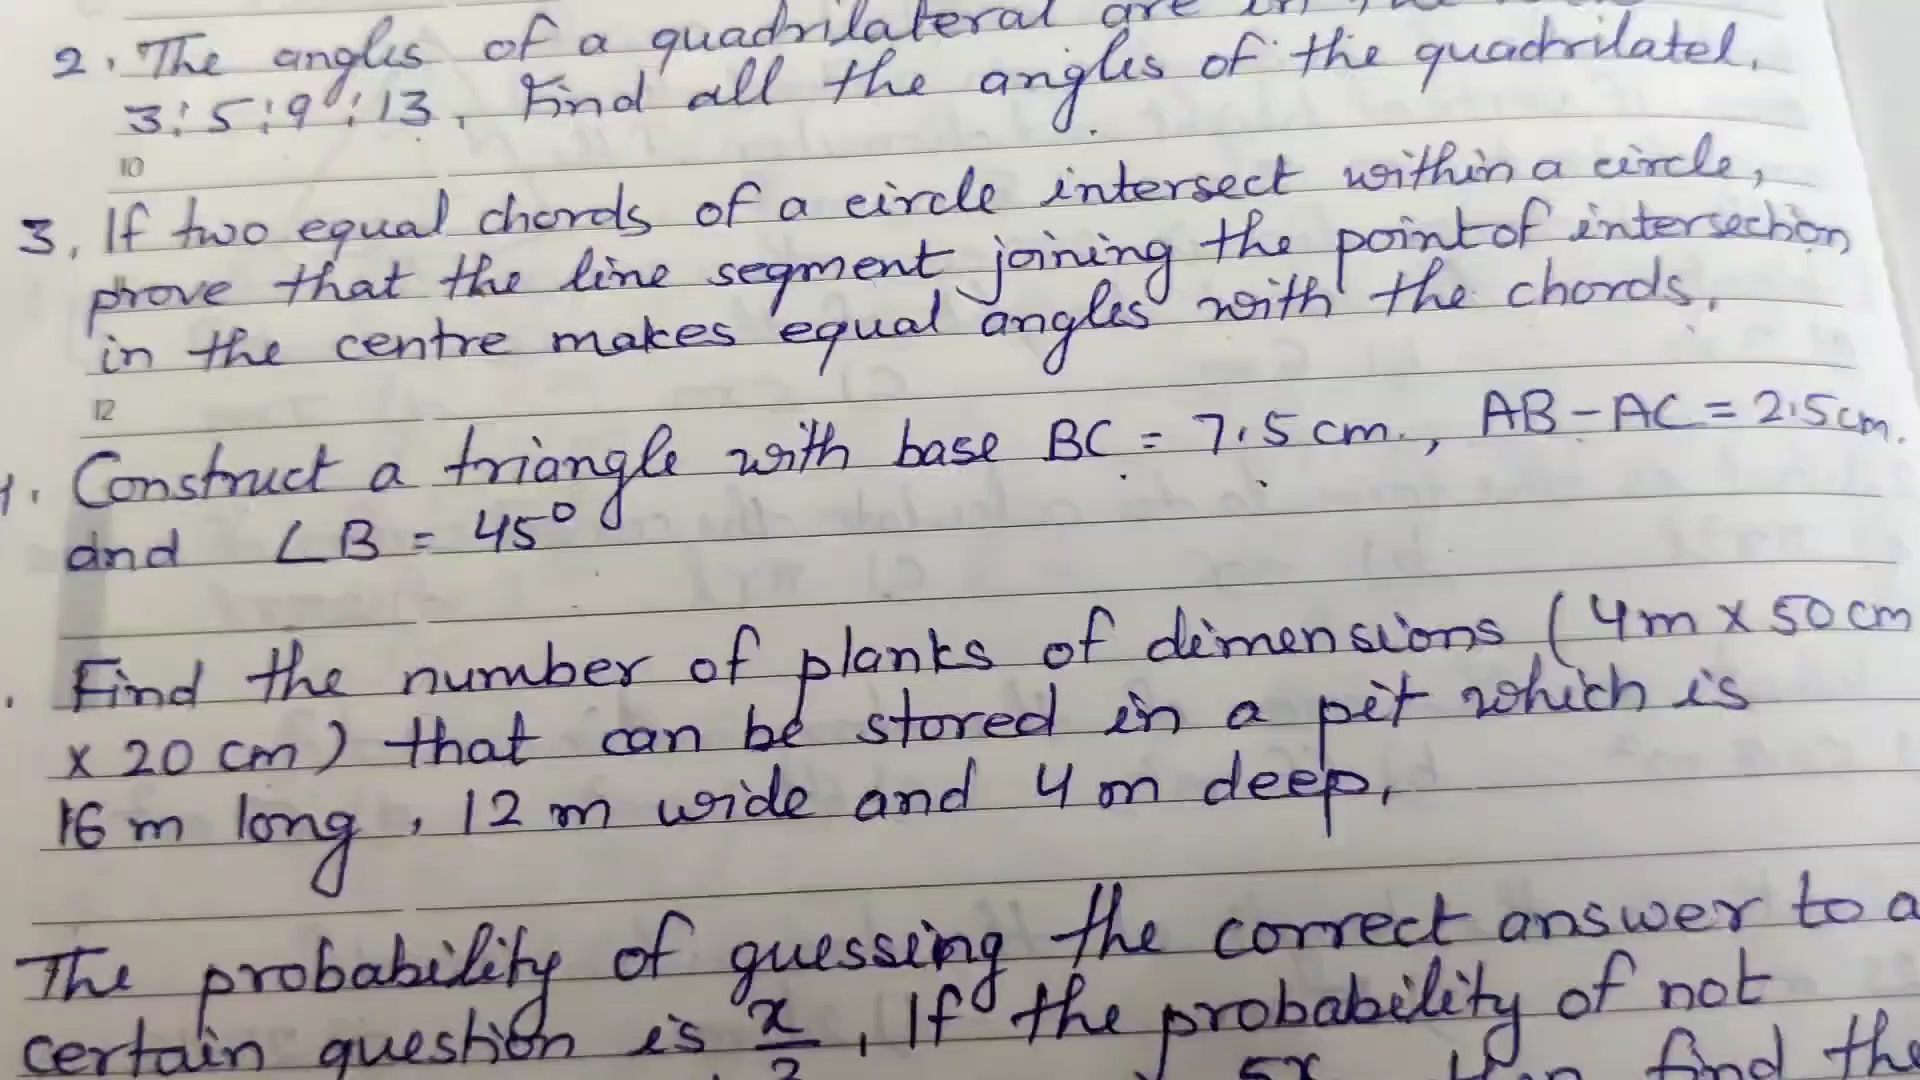 2. The angles of a quadrilateral are in
3:5:9:13. Find all the angles of the quadrilatel.
10
3. If two equal chords of a circle intersect within a circle,
prove that the line segment joining the point of intersection
in the centre makes equal angles with the chords.
12
Construct a triangle with base BC = 7.5 cm., AB - AC = 2.5 cm.
and ∠B = 45°
Find the number of planks of dimensions (4m x 50 cm
x 20 cm) that can be stored in a pit which is
16 m long, 12 m wide and 4 m deep.
The probability of guessing the correct answer to a
certain question is x/2, If the probability of not
5x find the